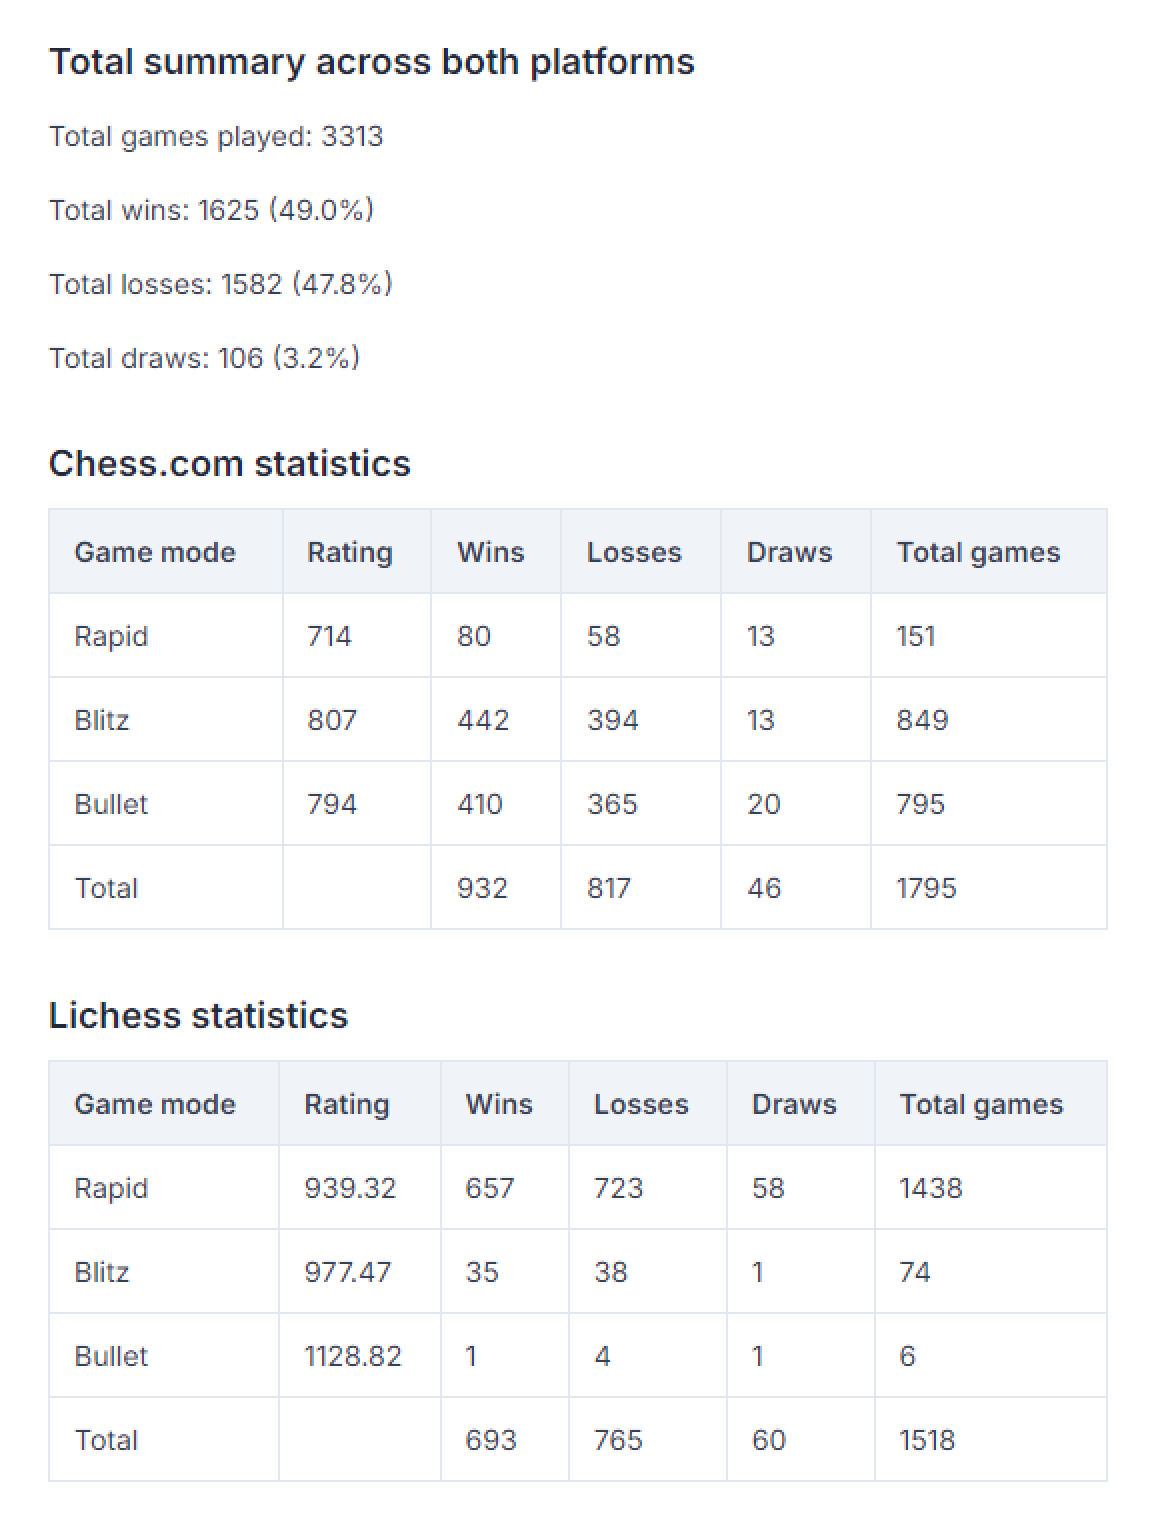 Total summary across both platforms
Total games played: 3313
Total wins: 1625 (49.0%)
Total losses: 1582 (47.8%)
Total draws: 106 (3.2%)
Chess.com statistics
Game mode Rating Wins Losses Draws Total games
Rapid 714 80 58 13 151
Blitz 807 442 394 13 849
Bullet 794 410 365 20 795
Total 932 817 46 1795
Lichess statistics
Game mode Rating Wins Losses Draws Total games
Rapid 939.32 657 723 58 1438
Blitz 977.47 35 38 1 74
Bullet 1128.82 1 4 1 6
Total 693 765 60 1518